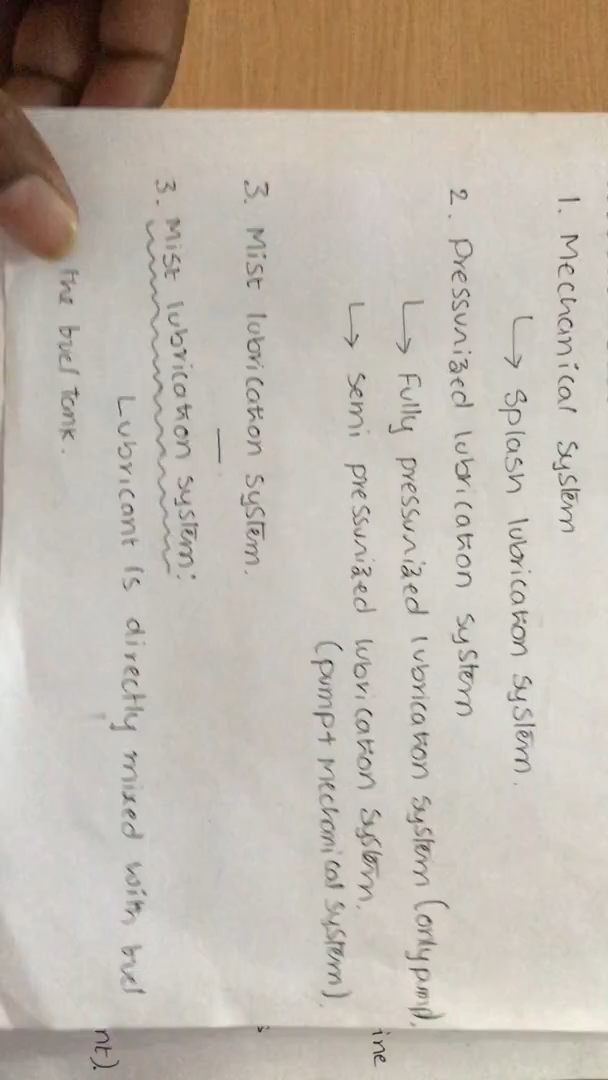 1. Mechanical system
↳ Splash lubrication system.
2. Pressurized lubrication system
↳ Fully pressurized lubrication system (only pump).
↳ Semi pressurized lubrication system.
(pump + Mechanical system).
3. Mist lubrication system.
3. Mist lubrication system:
Lubricant is directly mixed with fuel
the fuel Tank.
ine
nt).